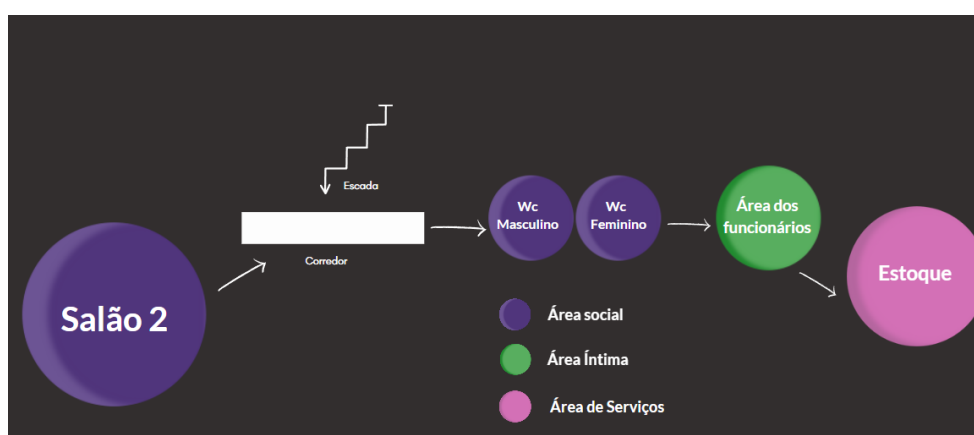 Escada
Corredor
Salão 2
Wc
Masculino
Wc
Feminino
Área dos
funcionários
Estoque
Área social
Área Íntima
Área de Serviços